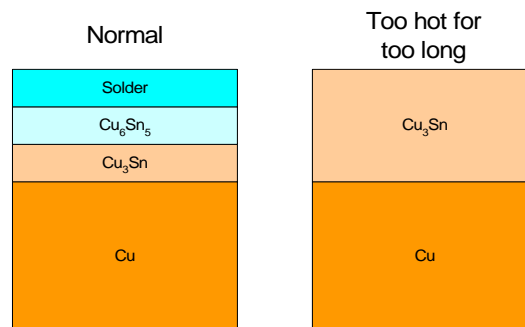 Normal
Solder
Cu₆Sn₅
Cu₃Sn
Cu
Too hot for
too long
Cu₃Sn
Cu